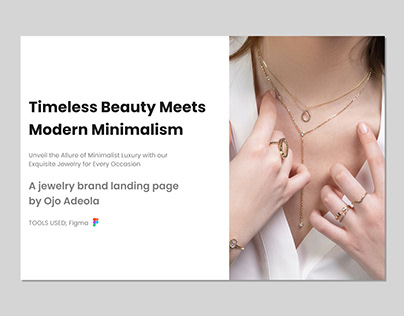 Timeless Beauty Meets
Modern Minimalism
Unveil the Allure of Minimalist Luxury with our
Exquisite Jewelry for Every Occasion
A jewelry brand landing page
by Ojo Adeola
TOOLS USED; Figma